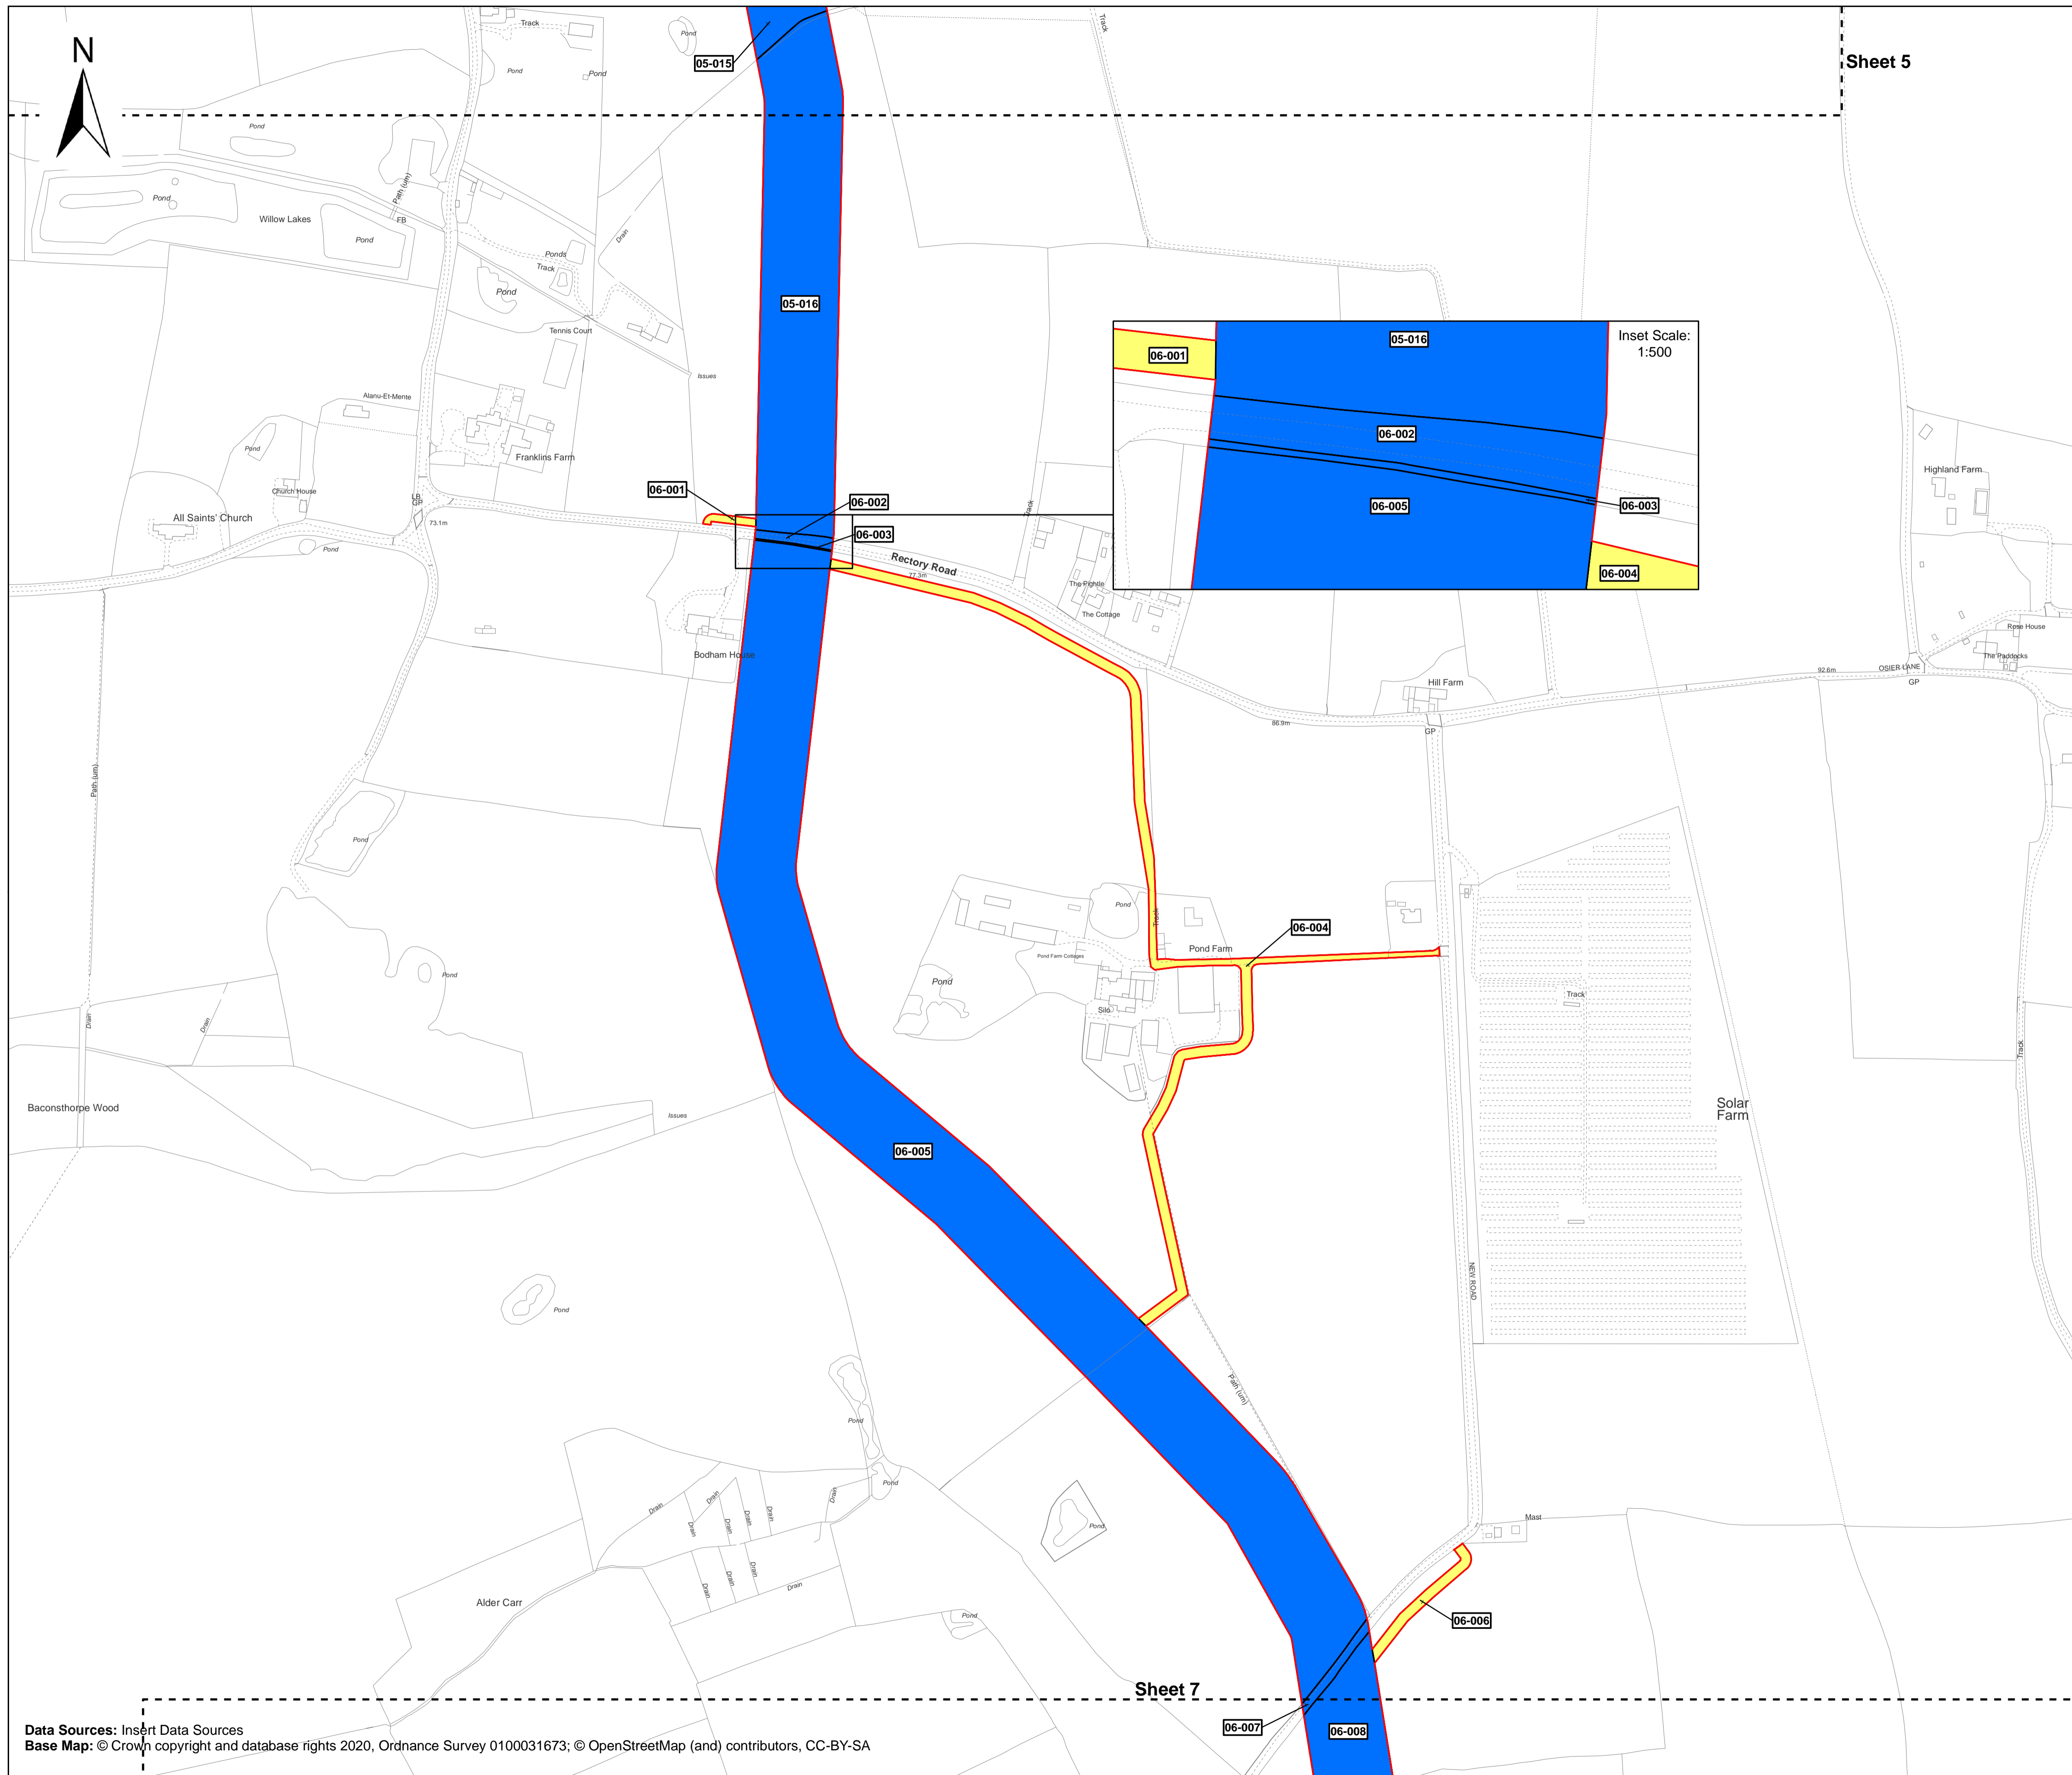 N
Sheet 5
05-015
Track
Pond
Pond
Pond
Track
Pond
Pond
Willow Lakes
Pond
Path (um)
FB
Ponds
Track
Drain
Pond
Tennis Court
Issues
05-016
Alanu-Et-Mente
Pond
Church House
All Saints' Church
Pond
LB
GP
73.1m
Franklins Farm
06-001
06-002
06-003
Rectory Road
77.3m
Track
The Pightle
The Cottage
Bodham House
05-016
Inset Scale:
1:500
06-001
06-002
06-005
06-003
06-004
Highland Farm
Rose House
The Paddocks
OSIER LANE
92.6m
GP
Hill Farm
86.9m
GP
Path (um)
Pond
Pond
Drain
Drain
Baconsthorpe Wood
Issues
Pond
Track
Pond Farm
Pond Farm Cottages
Pond
Silo
06-004
Track
Solar
Farm
Track
06-005
NEW ROAD
Pond
Pond
Pond
Path (um)
Drain
Drain
Drain
Drain
Drain
Drain
Drain
Drain
Drain
Drain
Drain
Pond
Pond
Alder Carr
Mast
06-006
Sheet 7
06-007
06-008
Data Sources: Insert Data Sources
Base Map: © Crown copyright and database rights 2020, Ordnance Survey 0100031673; © OpenStreetMap (and) contributors, CC-BY-SA